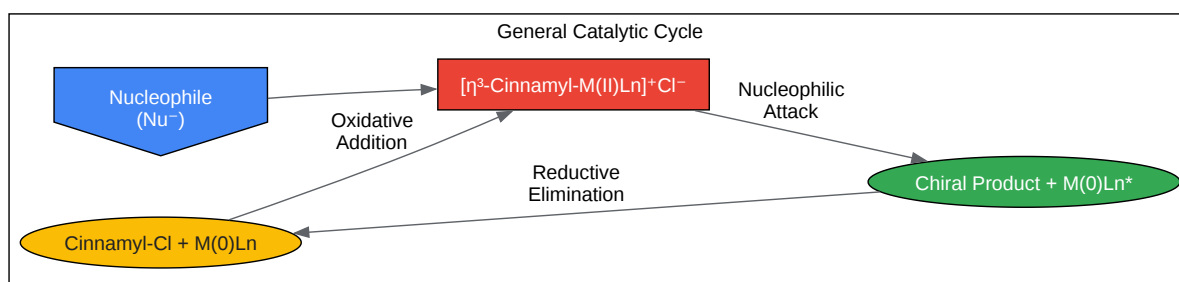 General Catalytic Cycle
Nucleophile
(Nu⁻)
[η³-Cinnamyl-M(II)Ln]⁺Cl⁻
Nucleophilic
Attack
Oxidative
Addition
Reductive
Elimination
Chiral Product + M(0)Ln*
Cinnamyl-Cl + M(0)Ln